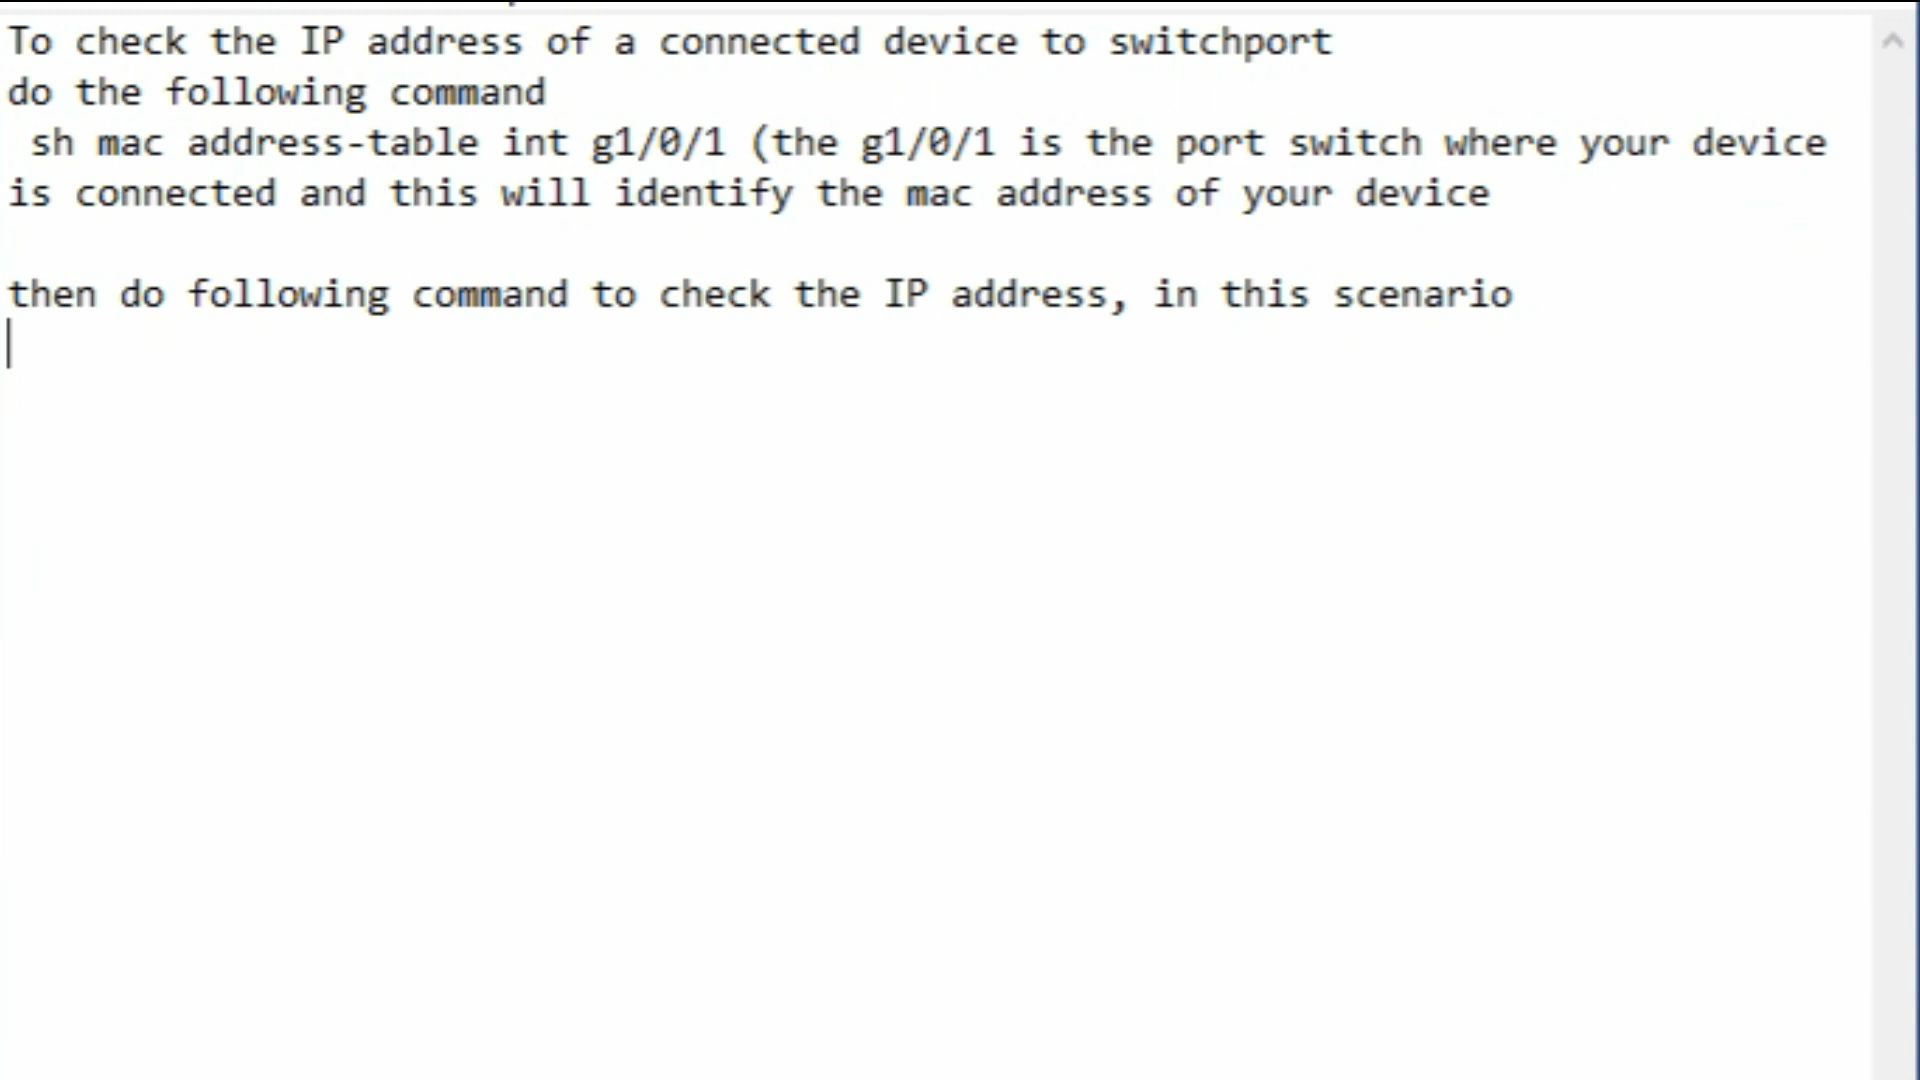 To check the IP address of a connected device to switchport
do the following command
sh mac address-table int g1/0/1 (the g1/0/1 is the port switch where your device
is connected and this will identify the mac address of your device
then do following command to check the IP address, in this scenario